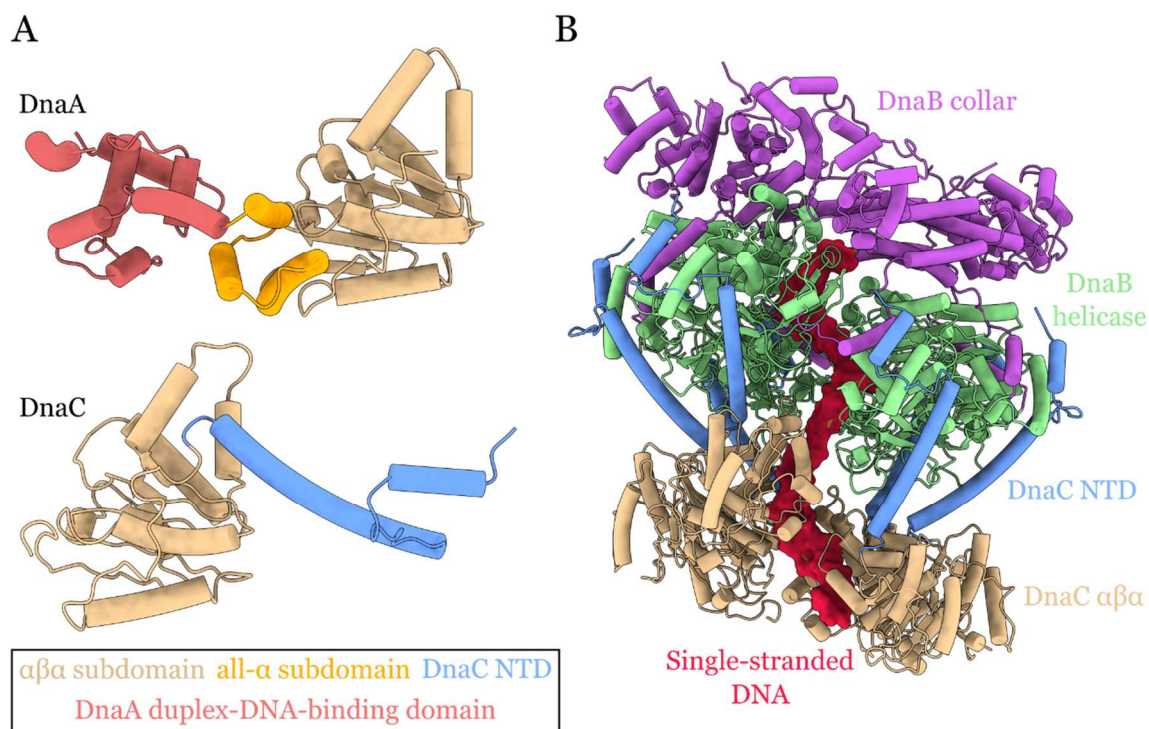 A
B
DnaA
DnaB collar
DnaB
helicase
DnaC
DnaC NTD
DnaC αβα
Single-stranded
DNA
αβα subdomain all-α subdomain DnaC NTD
DnaA duplex-DNA-binding domain